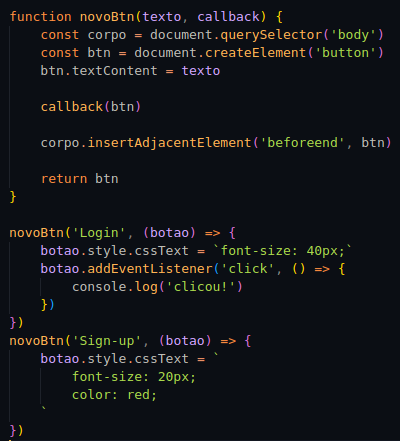 function novoBtn(texto, callback) {
    const corpo = document.querySelector('body')
    const btn = document.createElement('button')
    btn.textContent = texto

    callback(btn)

    corpo.insertAdjacentElement('beforeend', btn)

    return btn
}

novoBtn('Login', (botao) => {
    botao.style.cssText = `font-size: 40px;`
    botao.addEventListener('click', () => {
        console.log('clicou!')
    })
})
novoBtn('Sign-up', (botao) => {
    botao.style.cssText = `
        font-size: 20px;
        color: red;
    `
})